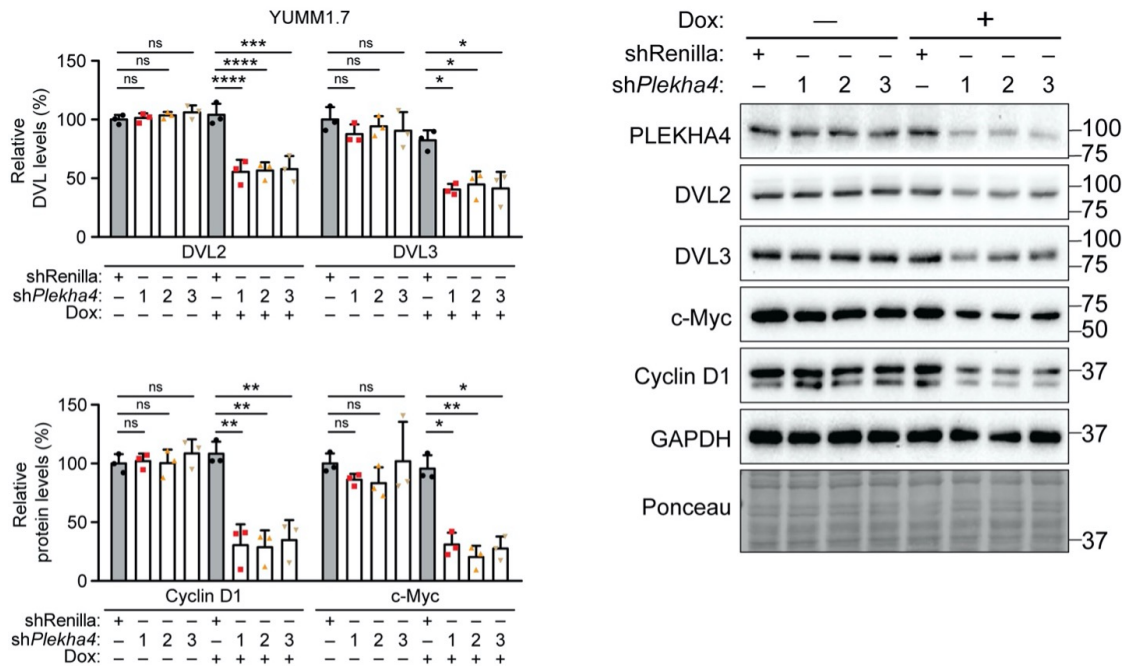 YUMM1.7
ns *** ns *
ns **** ns *
ns **** ns *
Relative
DVL levels (%)
150
100
50
0
DVL2 DVL3
shRenilla: + – – – + – – – + – – – + – – –
shPlekha4: – 1 2 3 – 1 2 3 – 1 2 3 – 1 2 3
Dox: – – – – + + + + – – – – + + + +
ns ** ns *
ns ** ns **
ns ** ns *
Relative
protein levels (%)
150
100
50
0
Cyclin D1 c-Myc
shRenilla: + – – – + – – – + – – – + – – –
shPlekha4: – 1 2 3 – 1 2 3 – 1 2 3 – 1 2 3
Dox: – – – – + + + + – – – – + + + +
Dox: — +
shRenilla: + – – – + – – –
shPlekha4: – 1 2 3 – 1 2 3
PLEKHA4 100
75
DVL2 100
75
DVL3 100
75
c-Myc 75
50
Cyclin D1 37
GAPDH 37
Ponceau
37